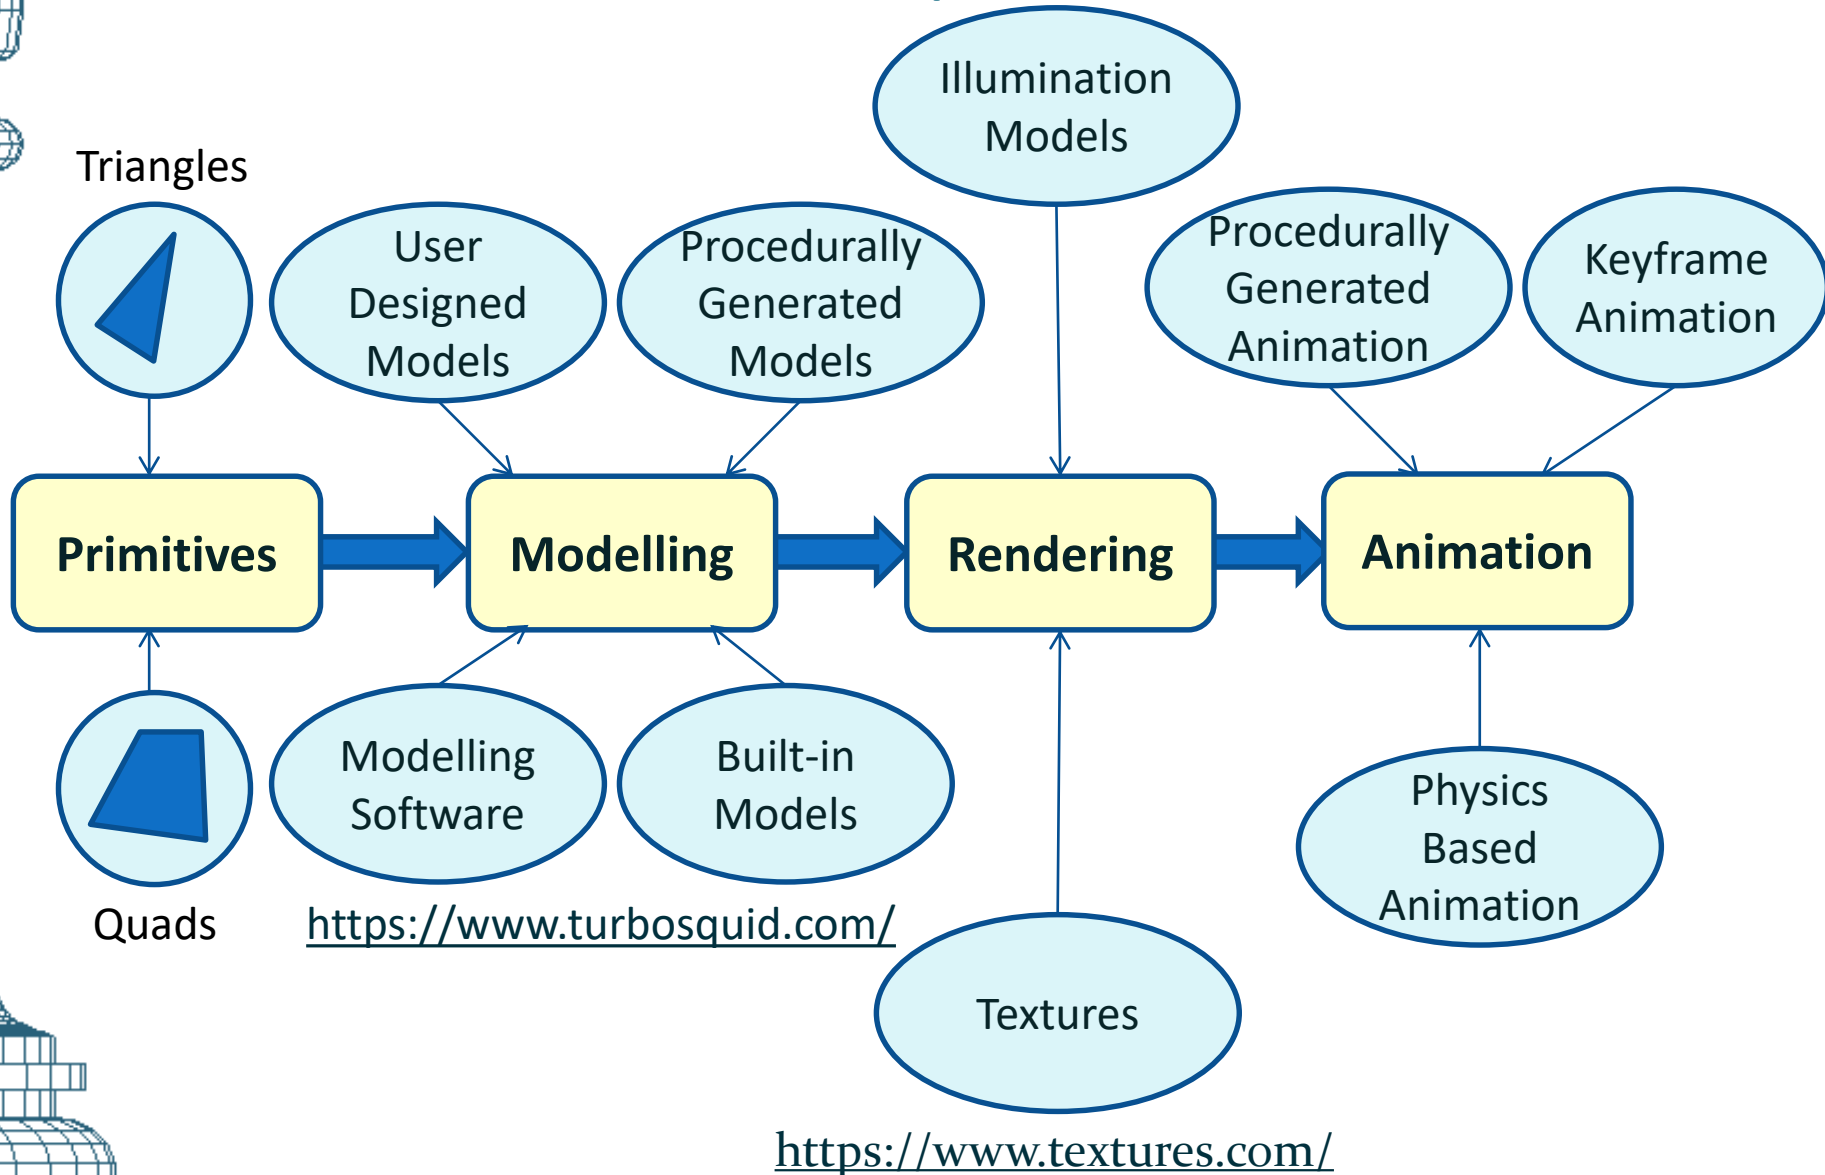 Illumination
Models
Triangles
User
Designed
Models
Procedurally
Generated
Models
Procedurally
Generated
Animation
Keyframe
Animation
Primitives
Modelling
Rendering
Animation
Modelling
Software
Built-in
Models
Physics
Based
Animation
Quads
https://www.turbosquid.com/
Textures
https://www.textures.com/